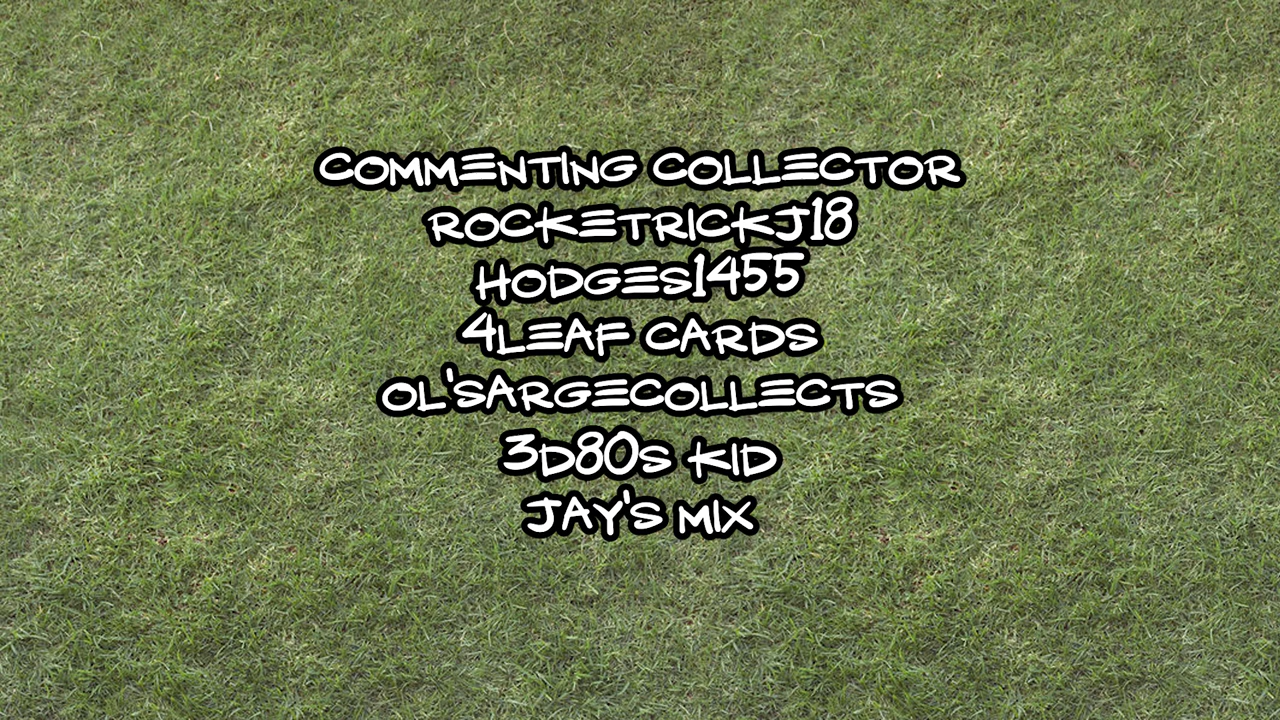 COMMENTING COLLECTOR
ROCKETRICKJ18
HODGES1455
4LEAF CARDS
OL'SARGECOLLECTS
3D80S KID
JAY'S MIX